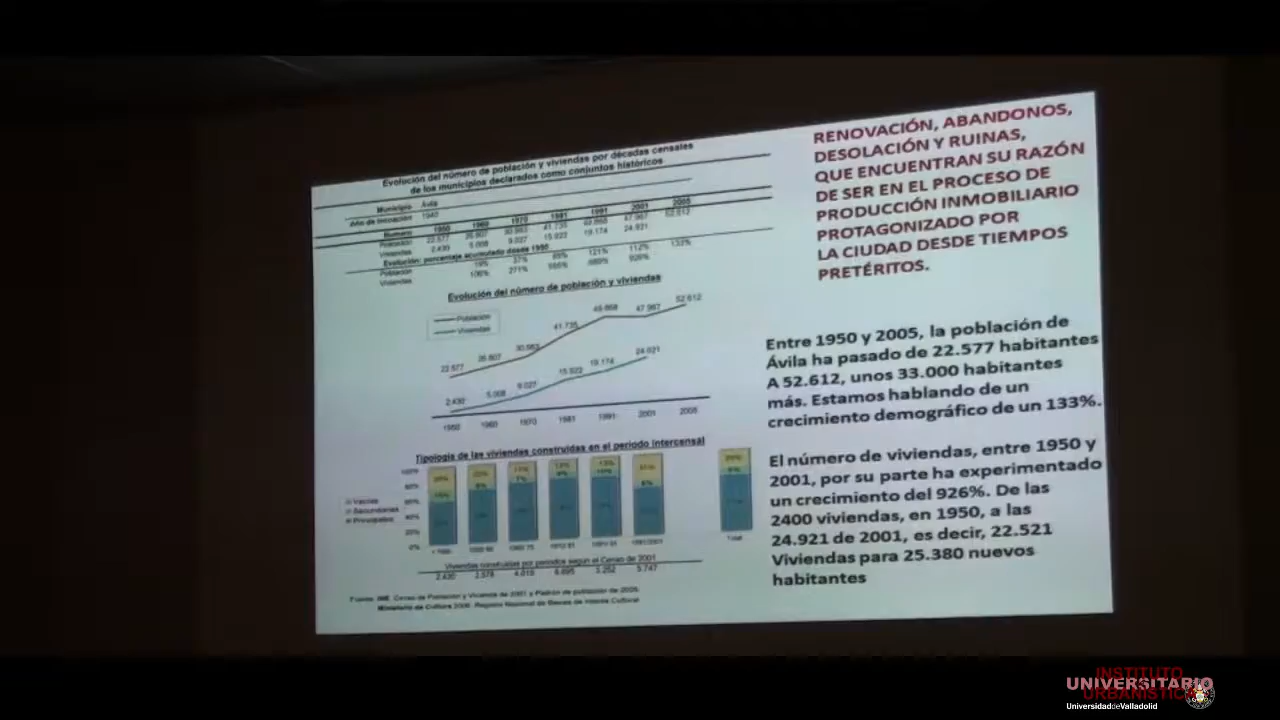 Evolución del número de población y viviendas por décadas censales
de los municipios declarados como conjuntos históricos
Municipio Ávila
Año de incoación 1940
Número 1950 1960 1970 1981 1991 2001 2005
Población 22.577 26.807 30.983 41.735 49.868 47.967 52.612
Viviendas 2.430 5.008 9.027 15.922 19.174 24.921
Evolución: porcentaje acumulado desde 1950
Población 19% 37% 85% 121% 112% 133%
Viviendas 106% 271% 689% 926%
Evolución del número de población y viviendas
Población
Viviendas
22.577 30.983 41.735 49.868 47.967 52.612
2.430 5.008 9.027 15.922 19.174 24.921
1950 1960 1970 1981 1991 2001 2005
Tipología de las viviendas construidas en el periodo intercensal
100%
80%
60%
40%
20%
0%
Vacías
Secundarias
Principales
Total
Viviendas construidas por periodos según el Censo de 2001
2.430 2.578 4.019 6.895 3.252 5.747
Fuente: INE. Censo de Población y Vivienda de 2001 y Padrón de población de 2005.
Ministerio de Cultura 2006. Registro Nacional de Bienes de Interés Cultural
RENOVACIÓN, ABANDONOS,
DESOLACIÓN Y RUINAS,
QUE ENCUENTRAN SU RAZÓN
DE SER EN EL PROCESO DE
PRODUCCIÓN INMOBILIARIO
PROTAGONIZADO POR
LA CIUDAD DESDE TIEMPOS
PRETÉRITOS.
Entre 1950 y 2005, la población de
Ávila ha pasado de 22.577 habitantes
A 52.612, unos 33.000 habitantes
más. Estamos hablando de un
crecimiento demográfico de un 133%.
El número de viviendas, entre 1950 y
2001, por su parte ha experimentado
un crecimiento del 926%. De las
2400 viviendas, en 1950, a las
24.921 de 2001, es decir, 22.521
Viviendas para 25.380 nuevos
habitantes
INSTITUTO
UNIVERSITARIO
URBANÍSTICA
UniversidaddeValladolid